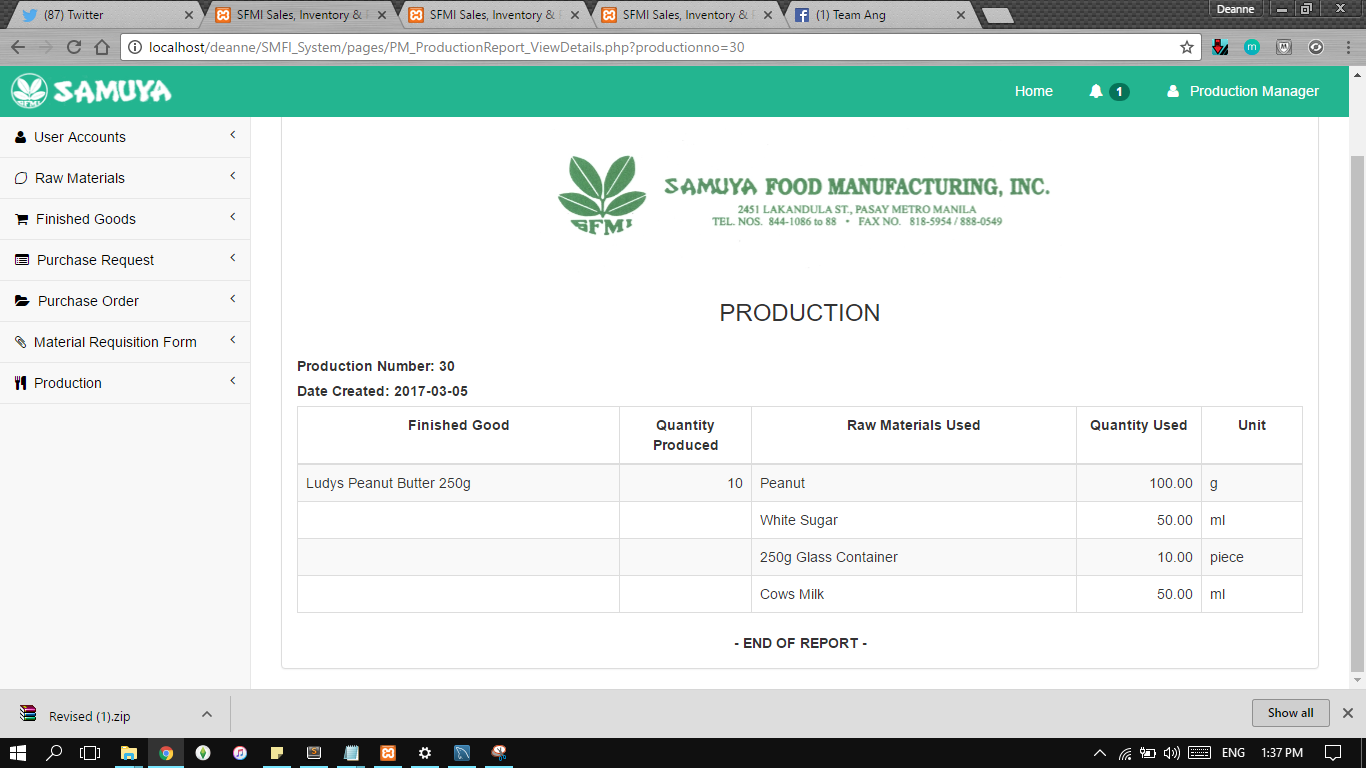 (87) Twitter
SFMI Sales, Inventory &
SFMI Sales, Inventory &
SFMI Sales, Inventory &
(1) Team Ang
Deanne
localhost/deanne/SMFI_System/pages/PM_ProductionReport_ViewDetails.php?productionno=30
SFMI SAMUYA
Home
1
Production Manager
User Accounts
Raw Materials
Finished Goods
Purchase Request
Purchase Order
Material Requisition Form
Production
SAMUYA FOOD MANUFACTURING, INC.
2451 LAKANDULA ST., PASAY METRO MANILA
TEL. NOS. 844-1086 to 88 • FAX NO. 818-5954 / 888-0549
SFMI
PRODUCTION
Production Number: 30
Date Created: 2017-03-05
Finished Good Quantity Produced Raw Materials Used Quantity Used Unit
Ludys Peanut Butter 250g 10 Peanut 100.00 g
White Sugar 50.00 ml
250g Glass Container 10.00 piece
Cows Milk 50.00 ml
- END OF REPORT -
Revised (1).zip
Show all
ENG
1:37 PM